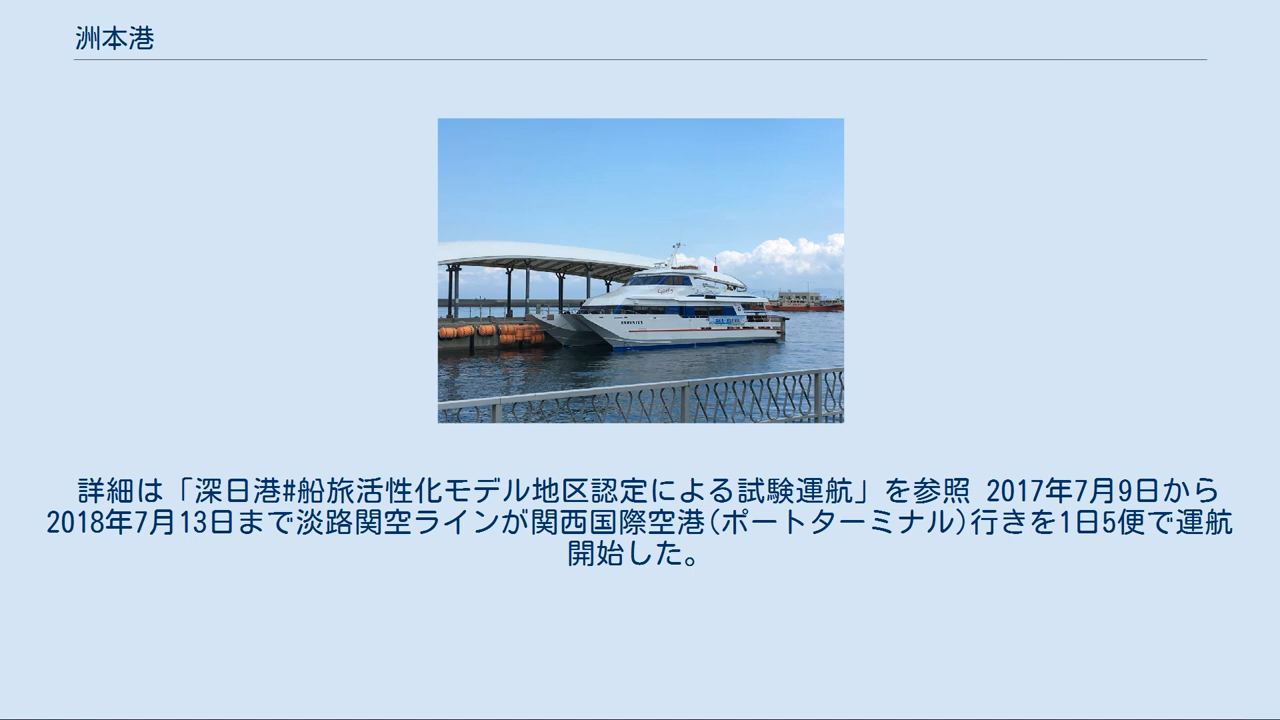 洲本港
詳細は「深日港#船旅活性化モデル地区認定による試験運航」を参照 2017年7月9日から
2018年7月13日まで淡路関空ラインが関西国際空港(ポートターミナル)行きを1日5便で運航
開始した。